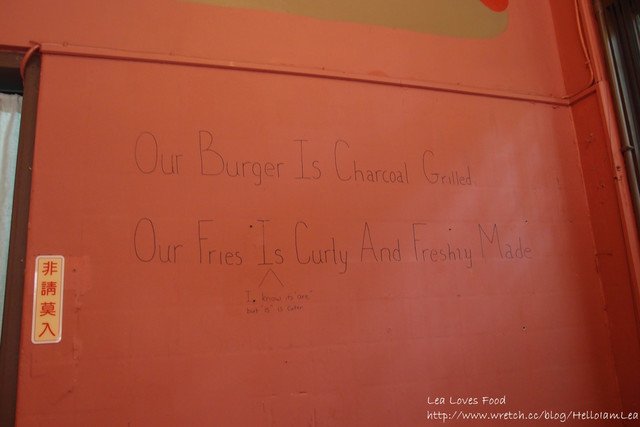 Our Burger Is Charcoal Grilled.
Our Fries Is Curly And Freshly Made
I know its "are"
but "is" is cuter.
非
請
莫
入
Lea Loves Food
http://www.wretch.cc/blog/HelloIamLea